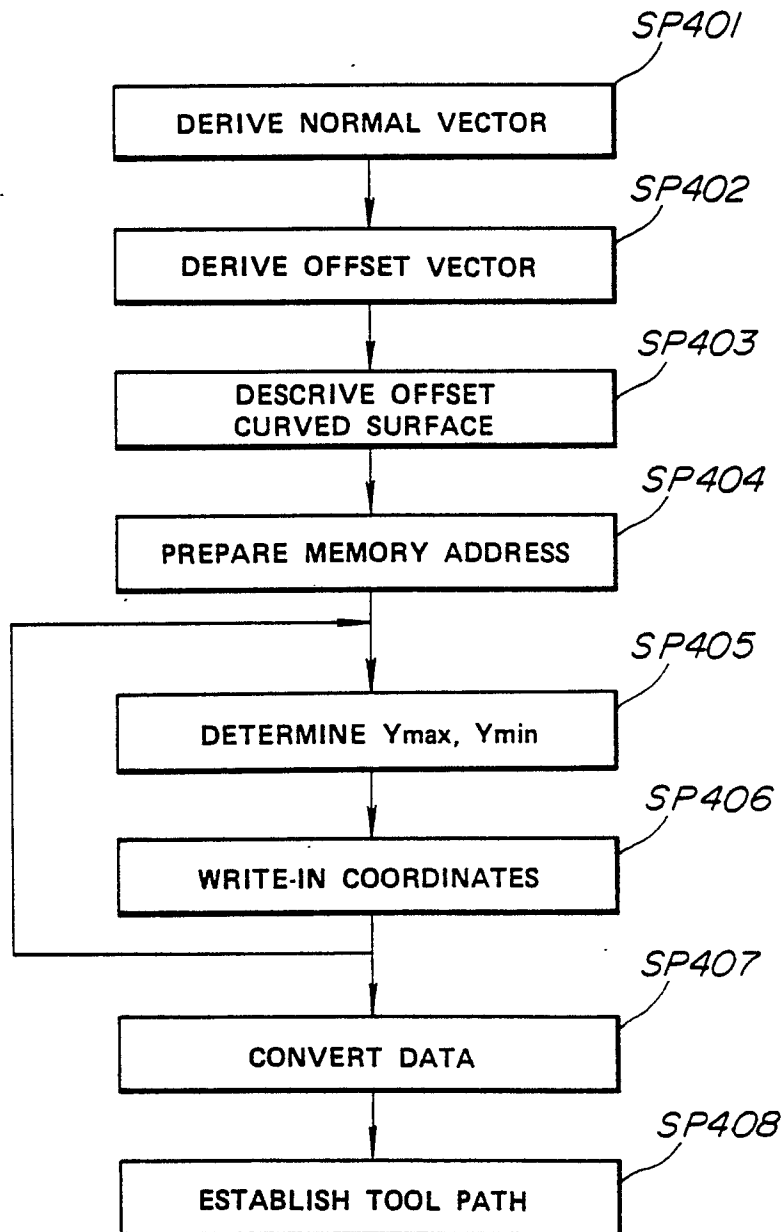 SP401
DERIVE NORMAL VECTOR
SP402
DERIVE OFFSET VECTOR
SP403
DESCRIVE OFFSET
CURVED SURFACE
SP404
PREPARE MEMORY ADDRESS
SP405
DETERMINE Ymax, Ymin
SP406
WRITE-IN COORDINATES
SP407
CONVERT DATA
SP408
ESTABLISH TOOL PATH